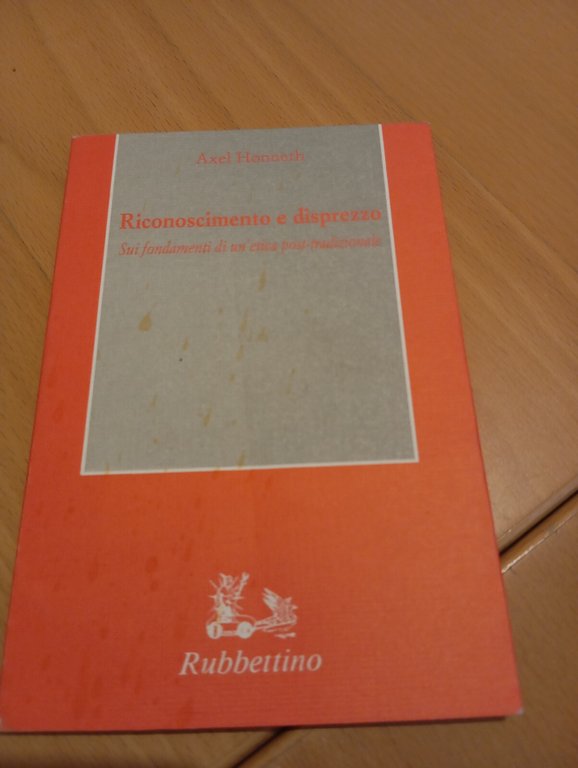 Axel Honneth
Riconoscimento e disprezzo
Sui fondamenti di un'etica post-tradizionale
Rubbettino